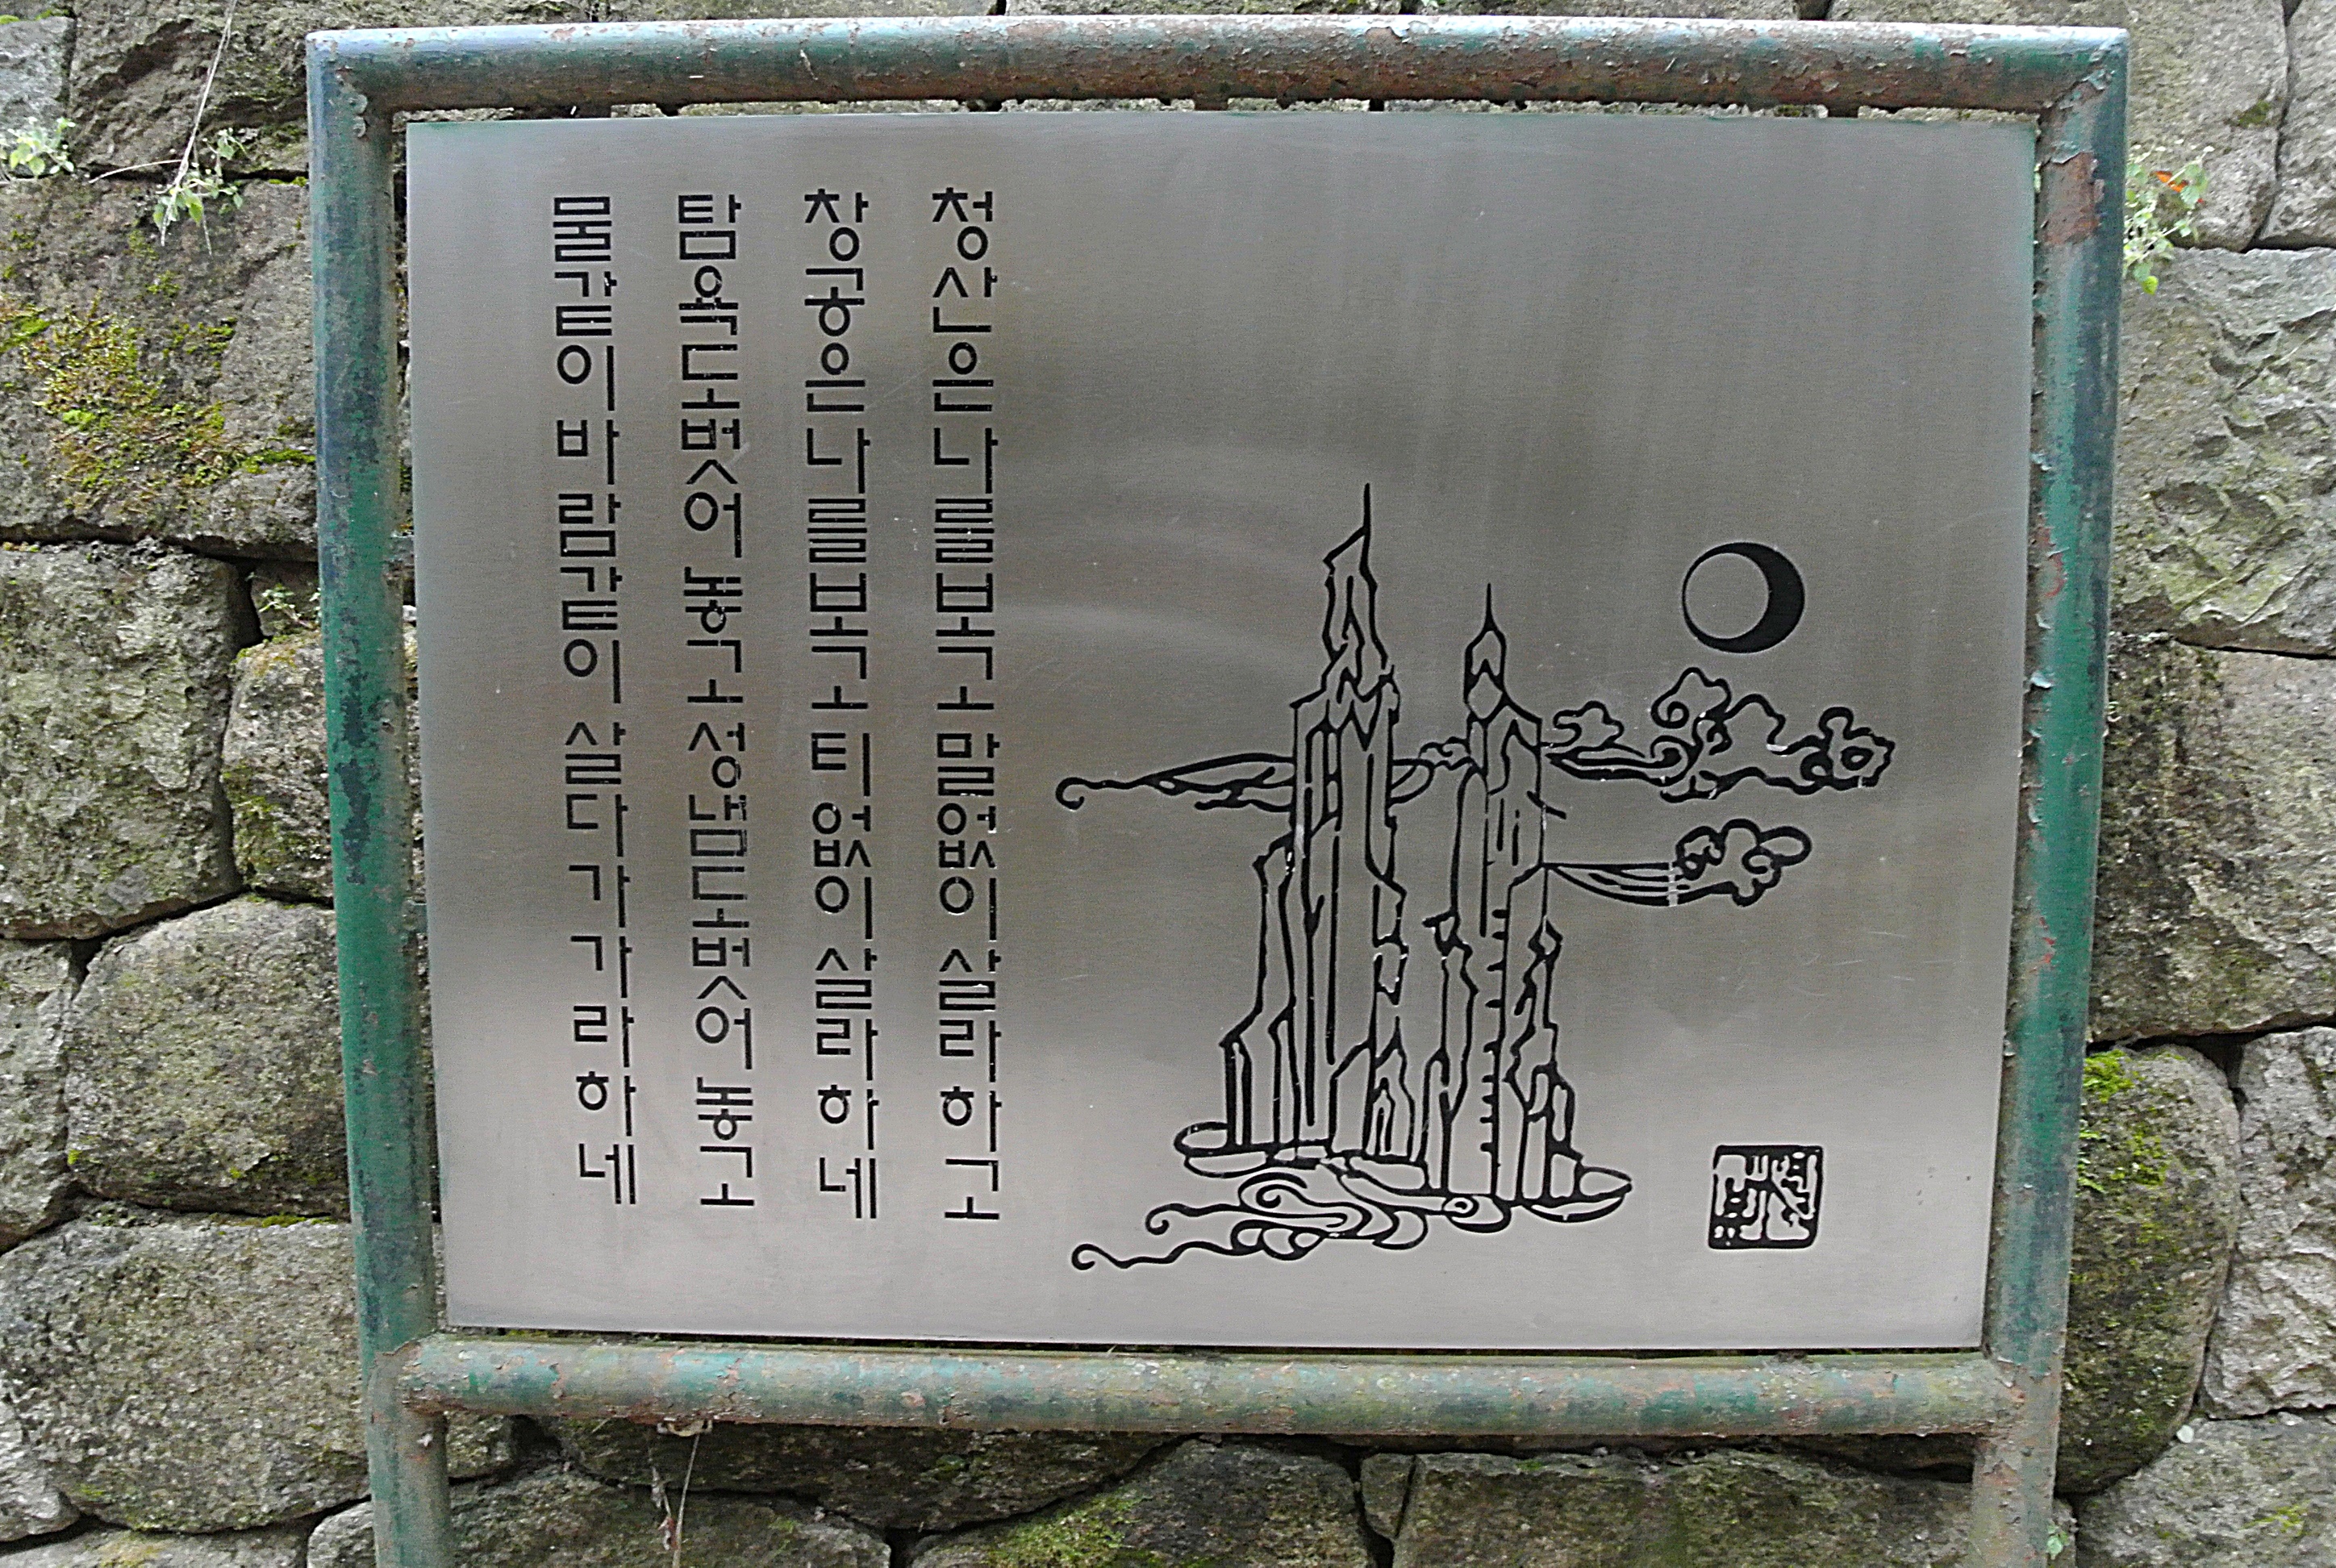 청산은 나를 보고 말없이 살라하고
창공은 나를 보고 티없이 살라하네
탐욕도 벗어 놓고 성냄도 벗어 놓고
물같이 바람같이 살다가 가라하네